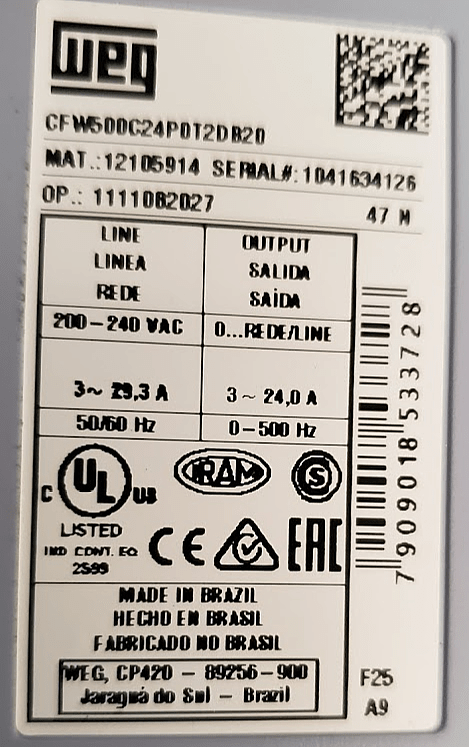 WEG
CFW500C24P0T2DB20
MAT.:12105914 SERIAL#:1041634126
OP.: 1111082027
47 M
LINE
LINEA
REDE
OUTPUT
SALIDA
SAÍDA
200-240 VAC
0...REDE/LINE
3~ 29,3 A
3~ 24,0 A
50/60 Hz
0-500 Hz
C UL US
LISTED
IND CONT. EQ
2S99
IRAM
S
CE
EAC
7909018533728
MADE IN BRAZIL
HECHO EN BRASIL
FABRICADO NO BRASIL
WEG, CP420 - 89256-900
Jaraguá do Sul - Brazil
F25
A9